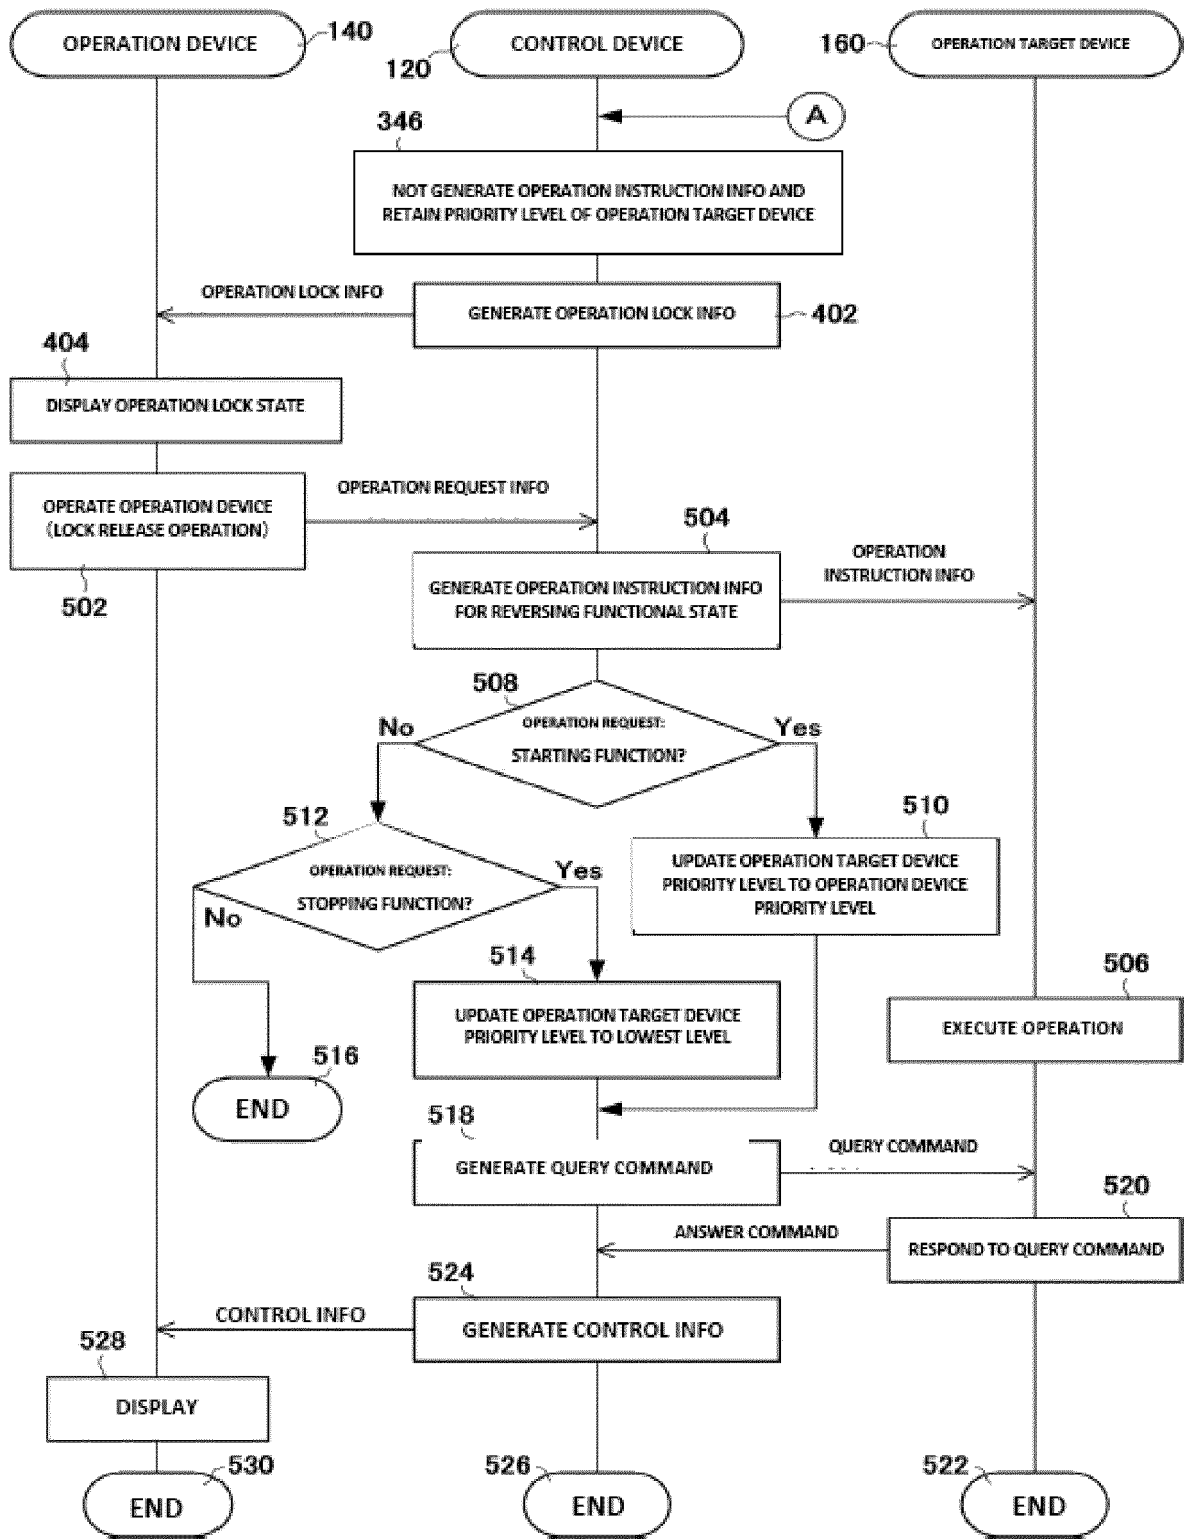 OPERATION DEVICE
140
CONTROL DEVICE
120
160
OPERATION TARGET DEVICE
A
346
NOT GENERATE OPERATION INSTRUCTION INFO AND
RETAIN PRIORITY LEVEL OF OPERATION TARGET DEVICE
OPERATION LOCK INFO
GENERATE OPERATION LOCK INFO
402
404
DISPLAY OPERATION LOCK STATE
OPERATE OPERATION DEVICE
(LOCK RELEASE OPERATION)
502
OPERATION REQUEST INFO
504
GENERATE OPERATION INSTRUCTION INFO
FOR REVERSING FUNCTIONAL STATE
OPERATION
INSTRUCTION INFO
508
No
OPERATION REQUEST:
STARTING FUNCTION?
Yes
512
OPERATION REQUEST:
STOPPING FUNCTION?
Yes
No
510
UPDATE OPERATION TARGET DEVICE
PRIORITY LEVEL TO OPERATION DEVICE
PRIORITY LEVEL
514
UPDATE OPERATION TARGET DEVICE
PRIORITY LEVEL TO LOWEST LEVEL
506
EXECUTE OPERATION
516
END
518
GENERATE QUERY COMMAND
QUERY COMMAND
520
RESPOND TO QUERY COMMAND
ANSWER COMMAND
524
GENERATE CONTROL INFO
CONTROL INFO
528
DISPLAY
530
END
526
END
522
END